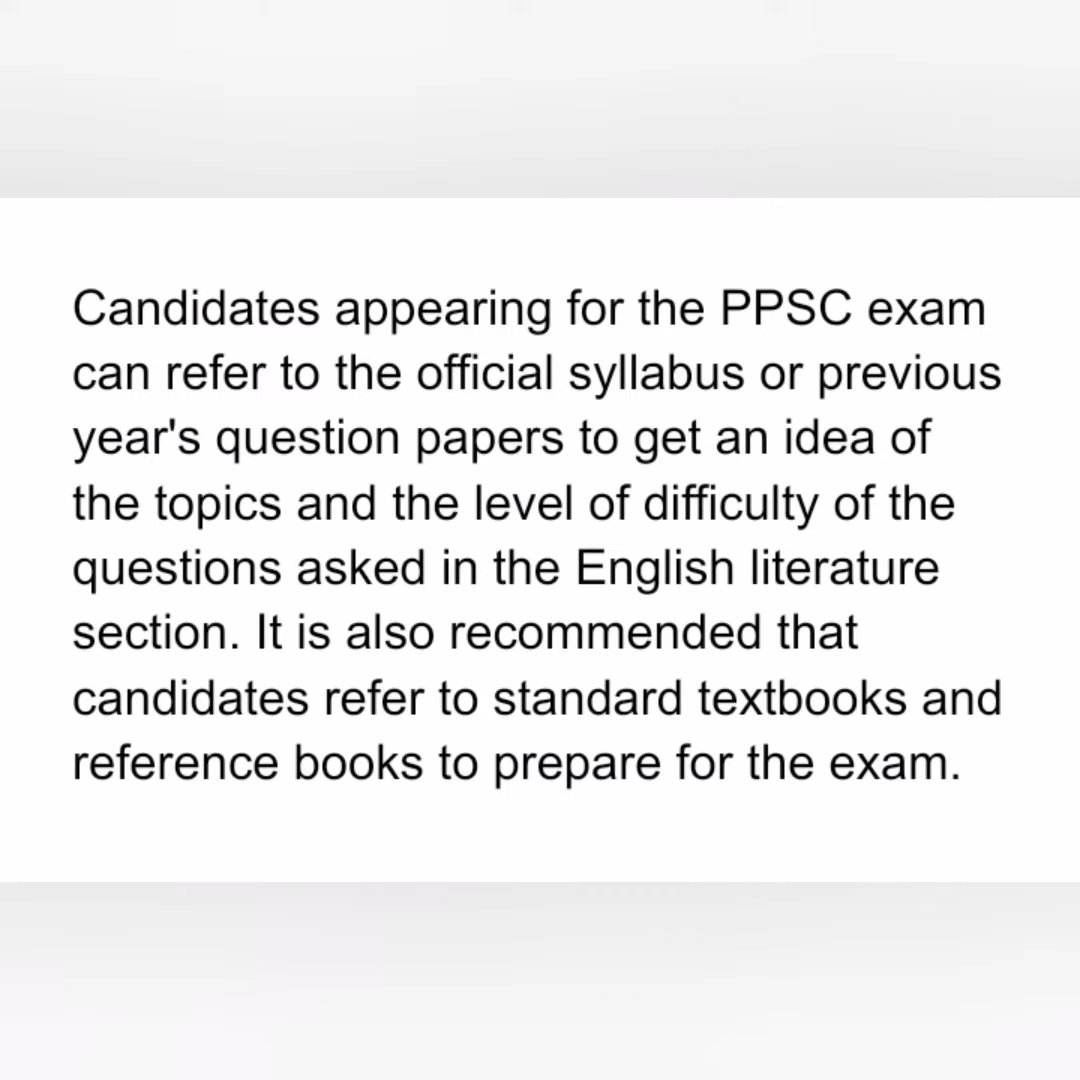 Candidates appearing for the PPSC exam
can refer to the official syllabus or previous
year's question papers to get an idea of
the topics and the level of difficulty of the
questions asked in the English literature
section. It is also recommended that
candidates refer to standard textbooks and
reference books to prepare for the exam.